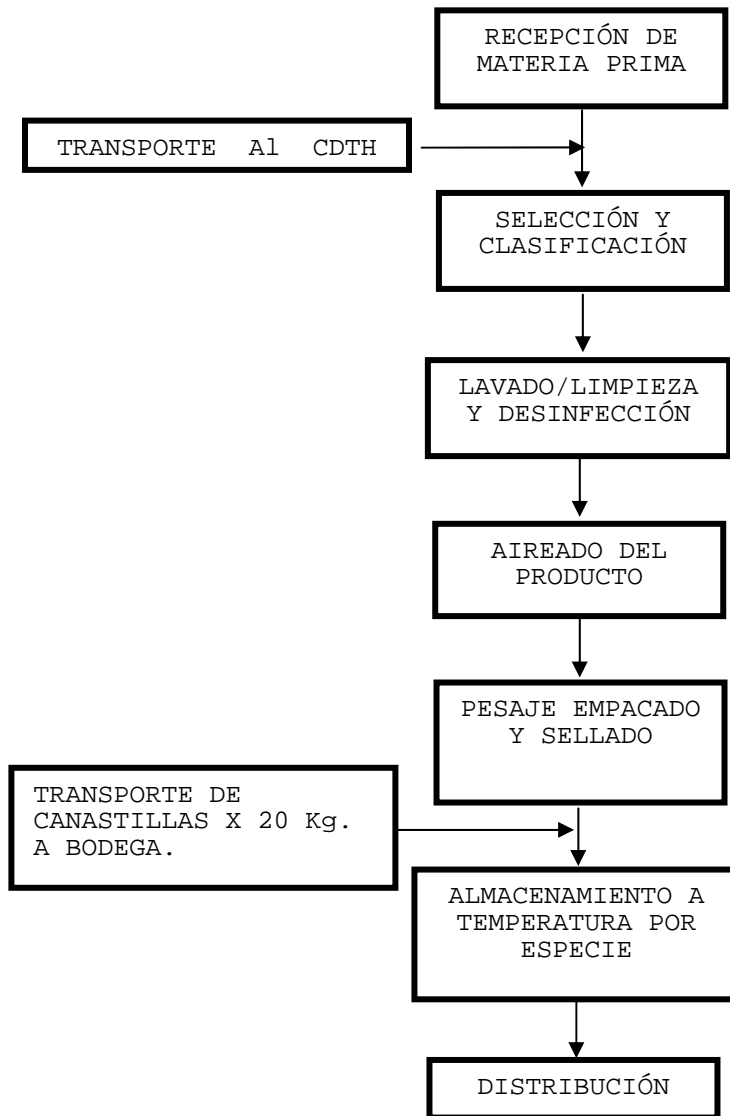 RECEPCIÓN DE
MATERIA PRIMA
TRANSPORTE Al CDTH
SELECCIÓN Y
CLASIFICACIÓN
LAVADO/LIMPIEZA
Y DESINFECCIÓN
AIREADO DEL
PRODUCTO
PESAJE EMPACADO
Y SELLADO
TRANSPORTE DE
CANASTILLAS X 20 Kg.
A BODEGA.
ALMACENAMIENTO A
TEMPERATURA POR
ESPECIE
DISTRIBUCIÓN